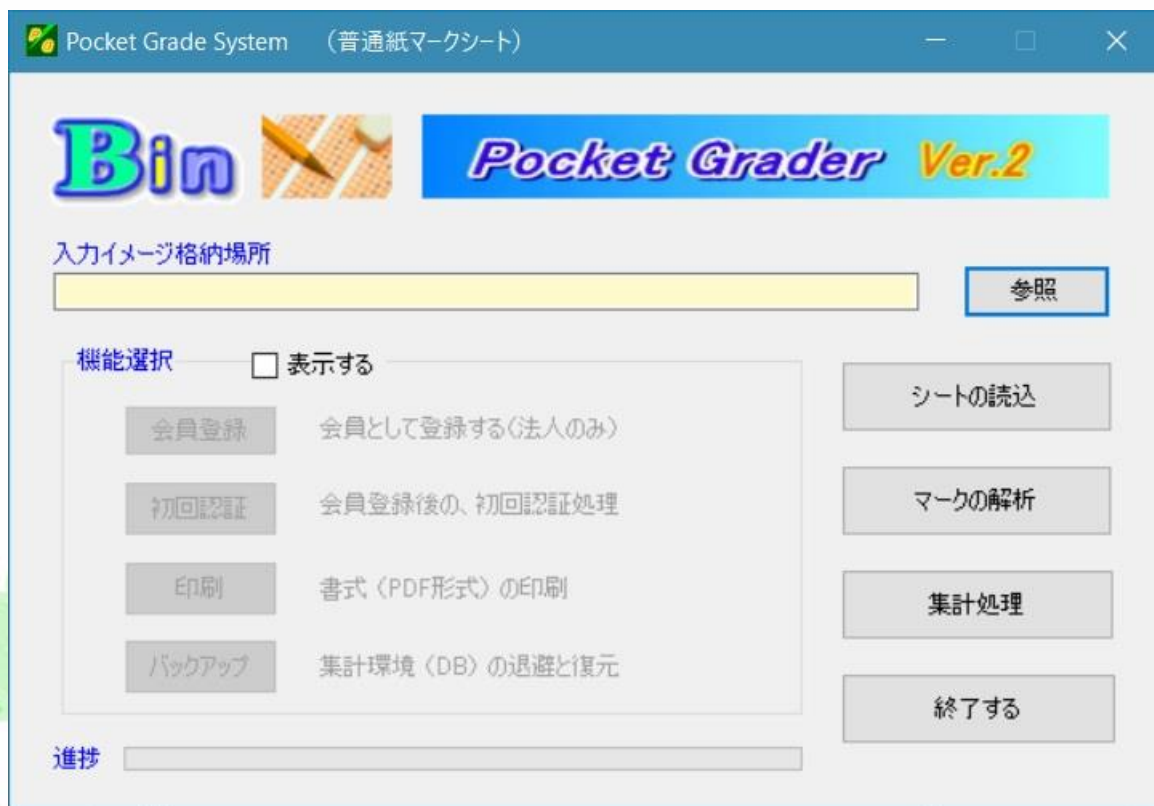 Pocket Grade System （普通紙マークシート）
Bin Pocket Grader Ver.2
入力イメージ格納場所
参照
機能選択 表示する
会員登録 会員として登録する（法人のみ）
初回認証 会員登録後の、初回認証処理
印刷 書式（PDF形式）の印刷
バックアップ 集計環境（DB）の退避と復元
シートの読込
マークの解析
集計処理
終了する
進捗